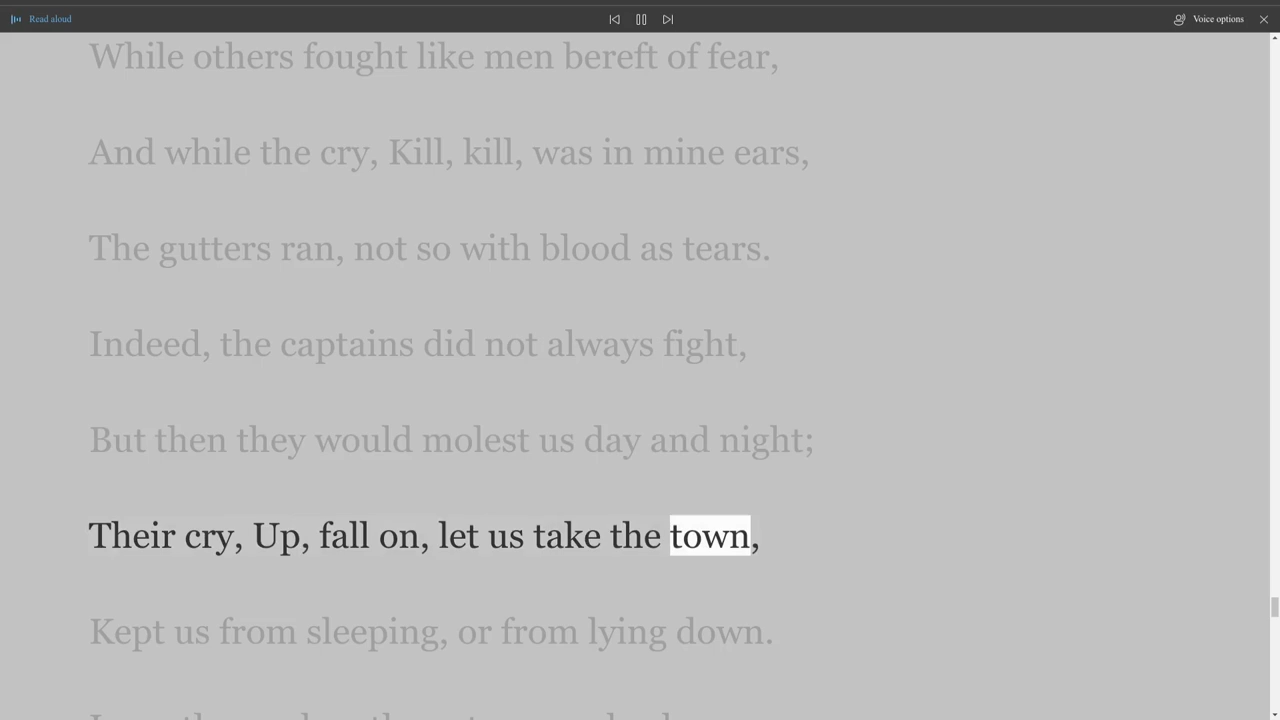 Read aloud
Voice options
While others fought like men bereft of fear,
And while the cry, Kill, kill, was in mine ears,
The gutters ran, not so with blood as tears.
Indeed, the captains did not always fight,
But then they would molest us day and night;
Their cry, Up, fall on, let us take the town,
Kept us from sleeping, or from lying down.